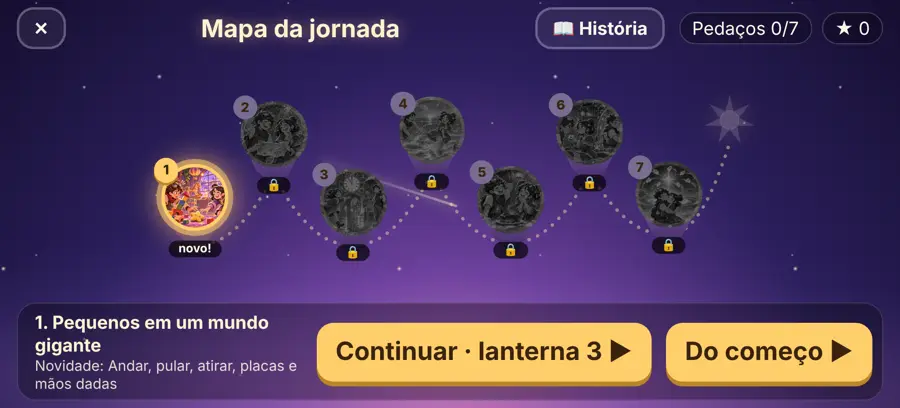 ✕
Mapa da jornada
📖 História
Pedaços 0/7
★ 0
1
2
3
4
5
6
7
novo!
1. Pequenos em um mundo
gigante
Novidade: Andar, pular, atirar, placas e
mãos dadas
Continuar · lanterna 3 ▶
Do começo ▶